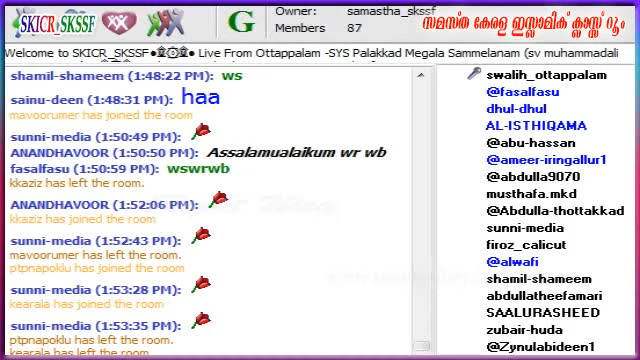 SKICR_SKSSF
G
Owner: samastha_skssf
Members 87
സമസ്ത കേരള ഇസ്ലാമിക് ക്ലാസ്സ് റൂം
Welcome to SKICR_SKSSF Live From Ottappalam -SYS Palakkad Megala Sammelanam (sv muhammadali
shamil-shameem (1:48:22 PM): ws
sainu-deen (1:48:31 PM): haa
mavoorumer has joined the room
sunni-media (1:50:49 PM):
ANANDHAVOOR (1:50:50 PM): Assalamualaikum wr wb
fasalfasu (1:50:59 PM): wswrwb
kkaziz has left the room.
ANANDHAVOOR (1:52:06 PM):
kkaziz has joined the room
sunni-media (1:52:43 PM):
mavoorumer has left the room.
ptpnapoklu has joined the room
sunni-media (1:53:28 PM):
kearala has joined the room
sunni-media (1:53:35 PM):
ptpnapoklu has left the room.
kearala has left the room.
swalih_ottappalam
@fasalfasu
dhul-dhul
AL-ISTHIQAMA
@abu-hassan
@ameer-iringallur1
@abdulla9070
musthafa.mkd
@Abdulla-thottakkad
sunni-media
firoz_calicut
@alwafi
shamil-shameem
abdullatheefamari
SAALURASHEED
zubair-huda
@Zynulabideen1